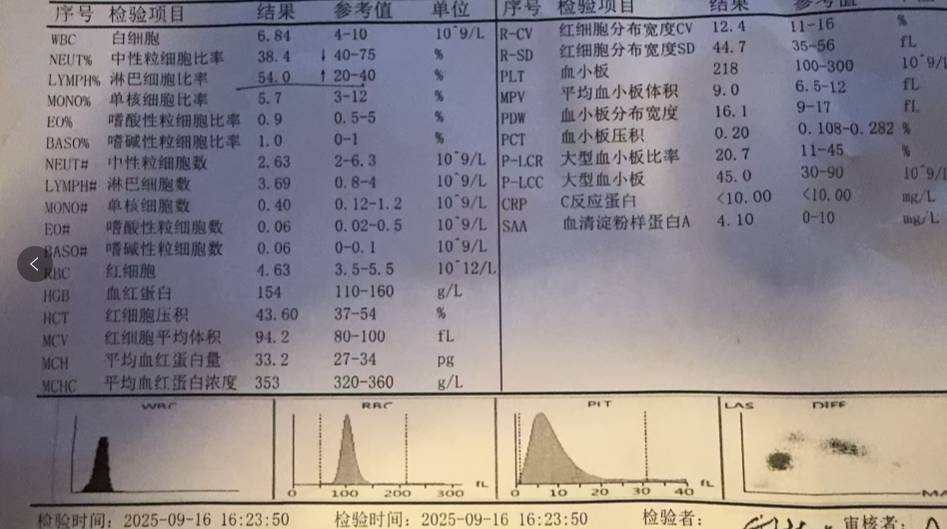 序号 检验项目 结果 参考值 单位
WBC 白细胞 6.84 4-10 10^9/L
NEUT% 中性粒细胞比率 38.4 ↓ 40-75 %
LYMPH% 淋巴细胞比率 54.0 ↑ 20-40 %
MONO% 单核细胞比率 5.7 3-12 %
EO% 嗜酸性粒细胞比率 0.9 0.5-5 %
BASO% 嗜碱性粒细胞比率 1.0 0-1 %
NEUT# 中性粒细胞数 2.63 2-6.3 10^9/L
LYMPH# 淋巴细胞数 3.69 0.8-4 10^9/L
MONO# 单核细胞数 0.40 0.12-1.2 10^9/L
EO# 嗜酸性粒细胞数 0.06 0.02-0.5 10^9/L
BASO# 嗜碱性粒细胞数 0.06 0-0.1 10^9/L
RBC 红细胞 4.63 3.5-5.5 10^12/L
HGB 血红蛋白 154 110-160 g/L
HCT 红细胞压积 43.60 37-54 %
MCV 红细胞平均体积 94.2 80-100 fL
MCH 平均血红蛋白量 33.2 27-34 pg
MCHC 平均血红蛋白浓度 353 320-360 g/L
序号 检验项目 结果 参考值
R-CV 红细胞分布宽度CV 12.4 11-16 %
R-SD 红细胞分布宽度SD 44.7 35-56 fL
PLT 血小板 218 100-300 10^9/
MPV 平均血小板体积 9.0 6.5-12 fL
PDW 血小板分布宽度 16.1 9-17 fL
PCT 血小板压积 0.20 0.108-0.282 %
P-LCR 大型血小板比率 20.7 11-45 %
P-LCC 大型血小板 45.0 30-90 10^9/
CRP C反应蛋白 <10.00 <10.00 mg/L
SAA 血清淀粉样蛋白A 4.10 0-10 mg/L
WBC
RBC
0 100 200 300 fL
PLT
0 10 20 30 40 fL
LAS DIFF
MA
检验时间：2025-09-16 16:23:50 检验时间：2025-09-16 16:23:50 检验者： 审核者：